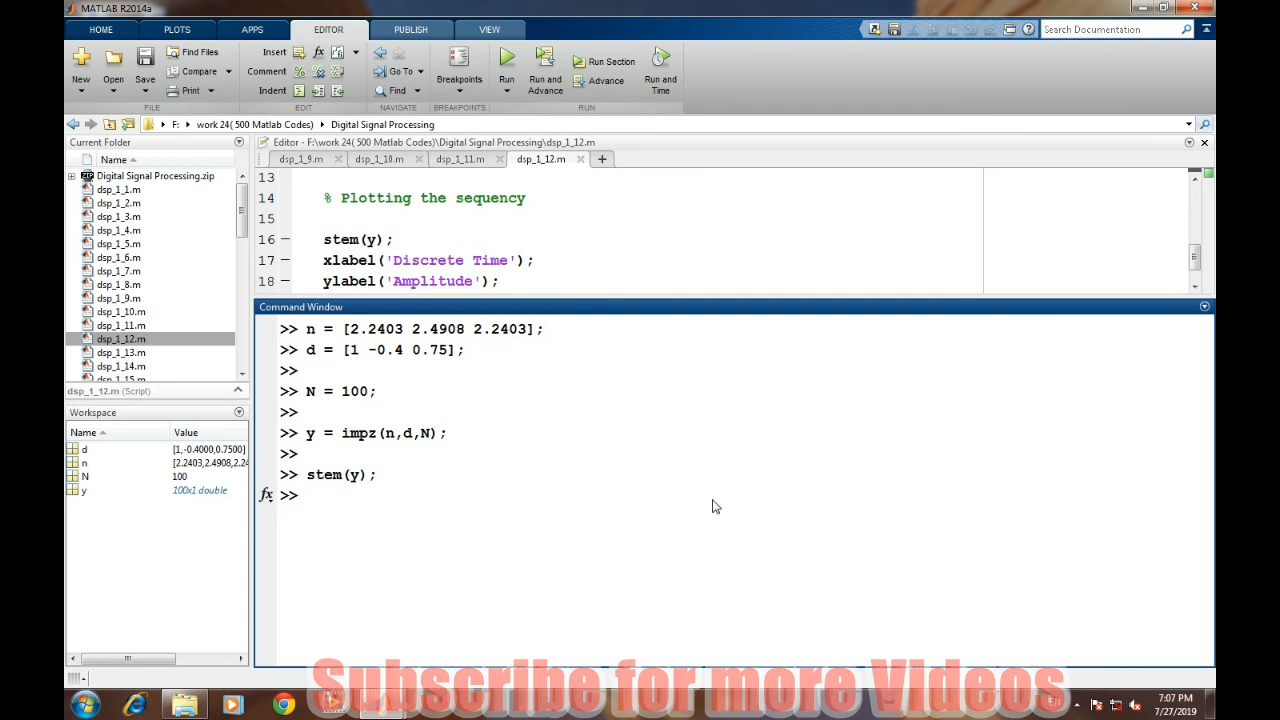 MATLAB R2014a
HOME PLOTS APPS EDITOR PUBLISH VIEW
Search Documentation
New Open Save Find Files Compare Print
Insert Comment Indent fx
Go To Find
Breakpoints Run Run and Advance Run Section Advance Run and Time
FILE EDIT NAVIGATE BREAKPOINTS RUN
F: work 24( 500 Matlab Codes) Digital Signal Processing
Current Folder
Name
Digital Signal Processing.zip
dsp_1_1.m
dsp_1_2.m
dsp_1_3.m
dsp_1_4.m
dsp_1_5.m
dsp_1_6.m
dsp_1_7.m
dsp_1_8.m
dsp_1_9.m
dsp_1_10.m
dsp_1_11.m
dsp_1_12.m
dsp_1_13.m
dsp_1_14.m
dsp_1_15.m
dsp_1_12.m (Script)
Workspace
Name Value
d [1,-0.4000,0.7500]
n [2.2403,2.4908,2.24
N 100
y 100x1 double
Editor - F:\work 24( 500 Matlab Codes)\Digital Signal Processing\dsp_1_12.m
dsp_1_9.m dsp_1_10.m dsp_1_11.m dsp_1_12.m
13
14 % Plotting the sequency
15
16 – stem(y);
17 – xlabel('Discrete Time');
18 – ylabel('Amplitude');
Command Window
>> n = [2.2403 2.4908 2.2403];
>> d = [1 -0.4 0.75];
>>
>> N = 100;
>>
>> y = impz(n,d,N);
>>
>> stem(y);
fx >>
Subscribe for more Videos
EN
7:07 PM
7/27/2019